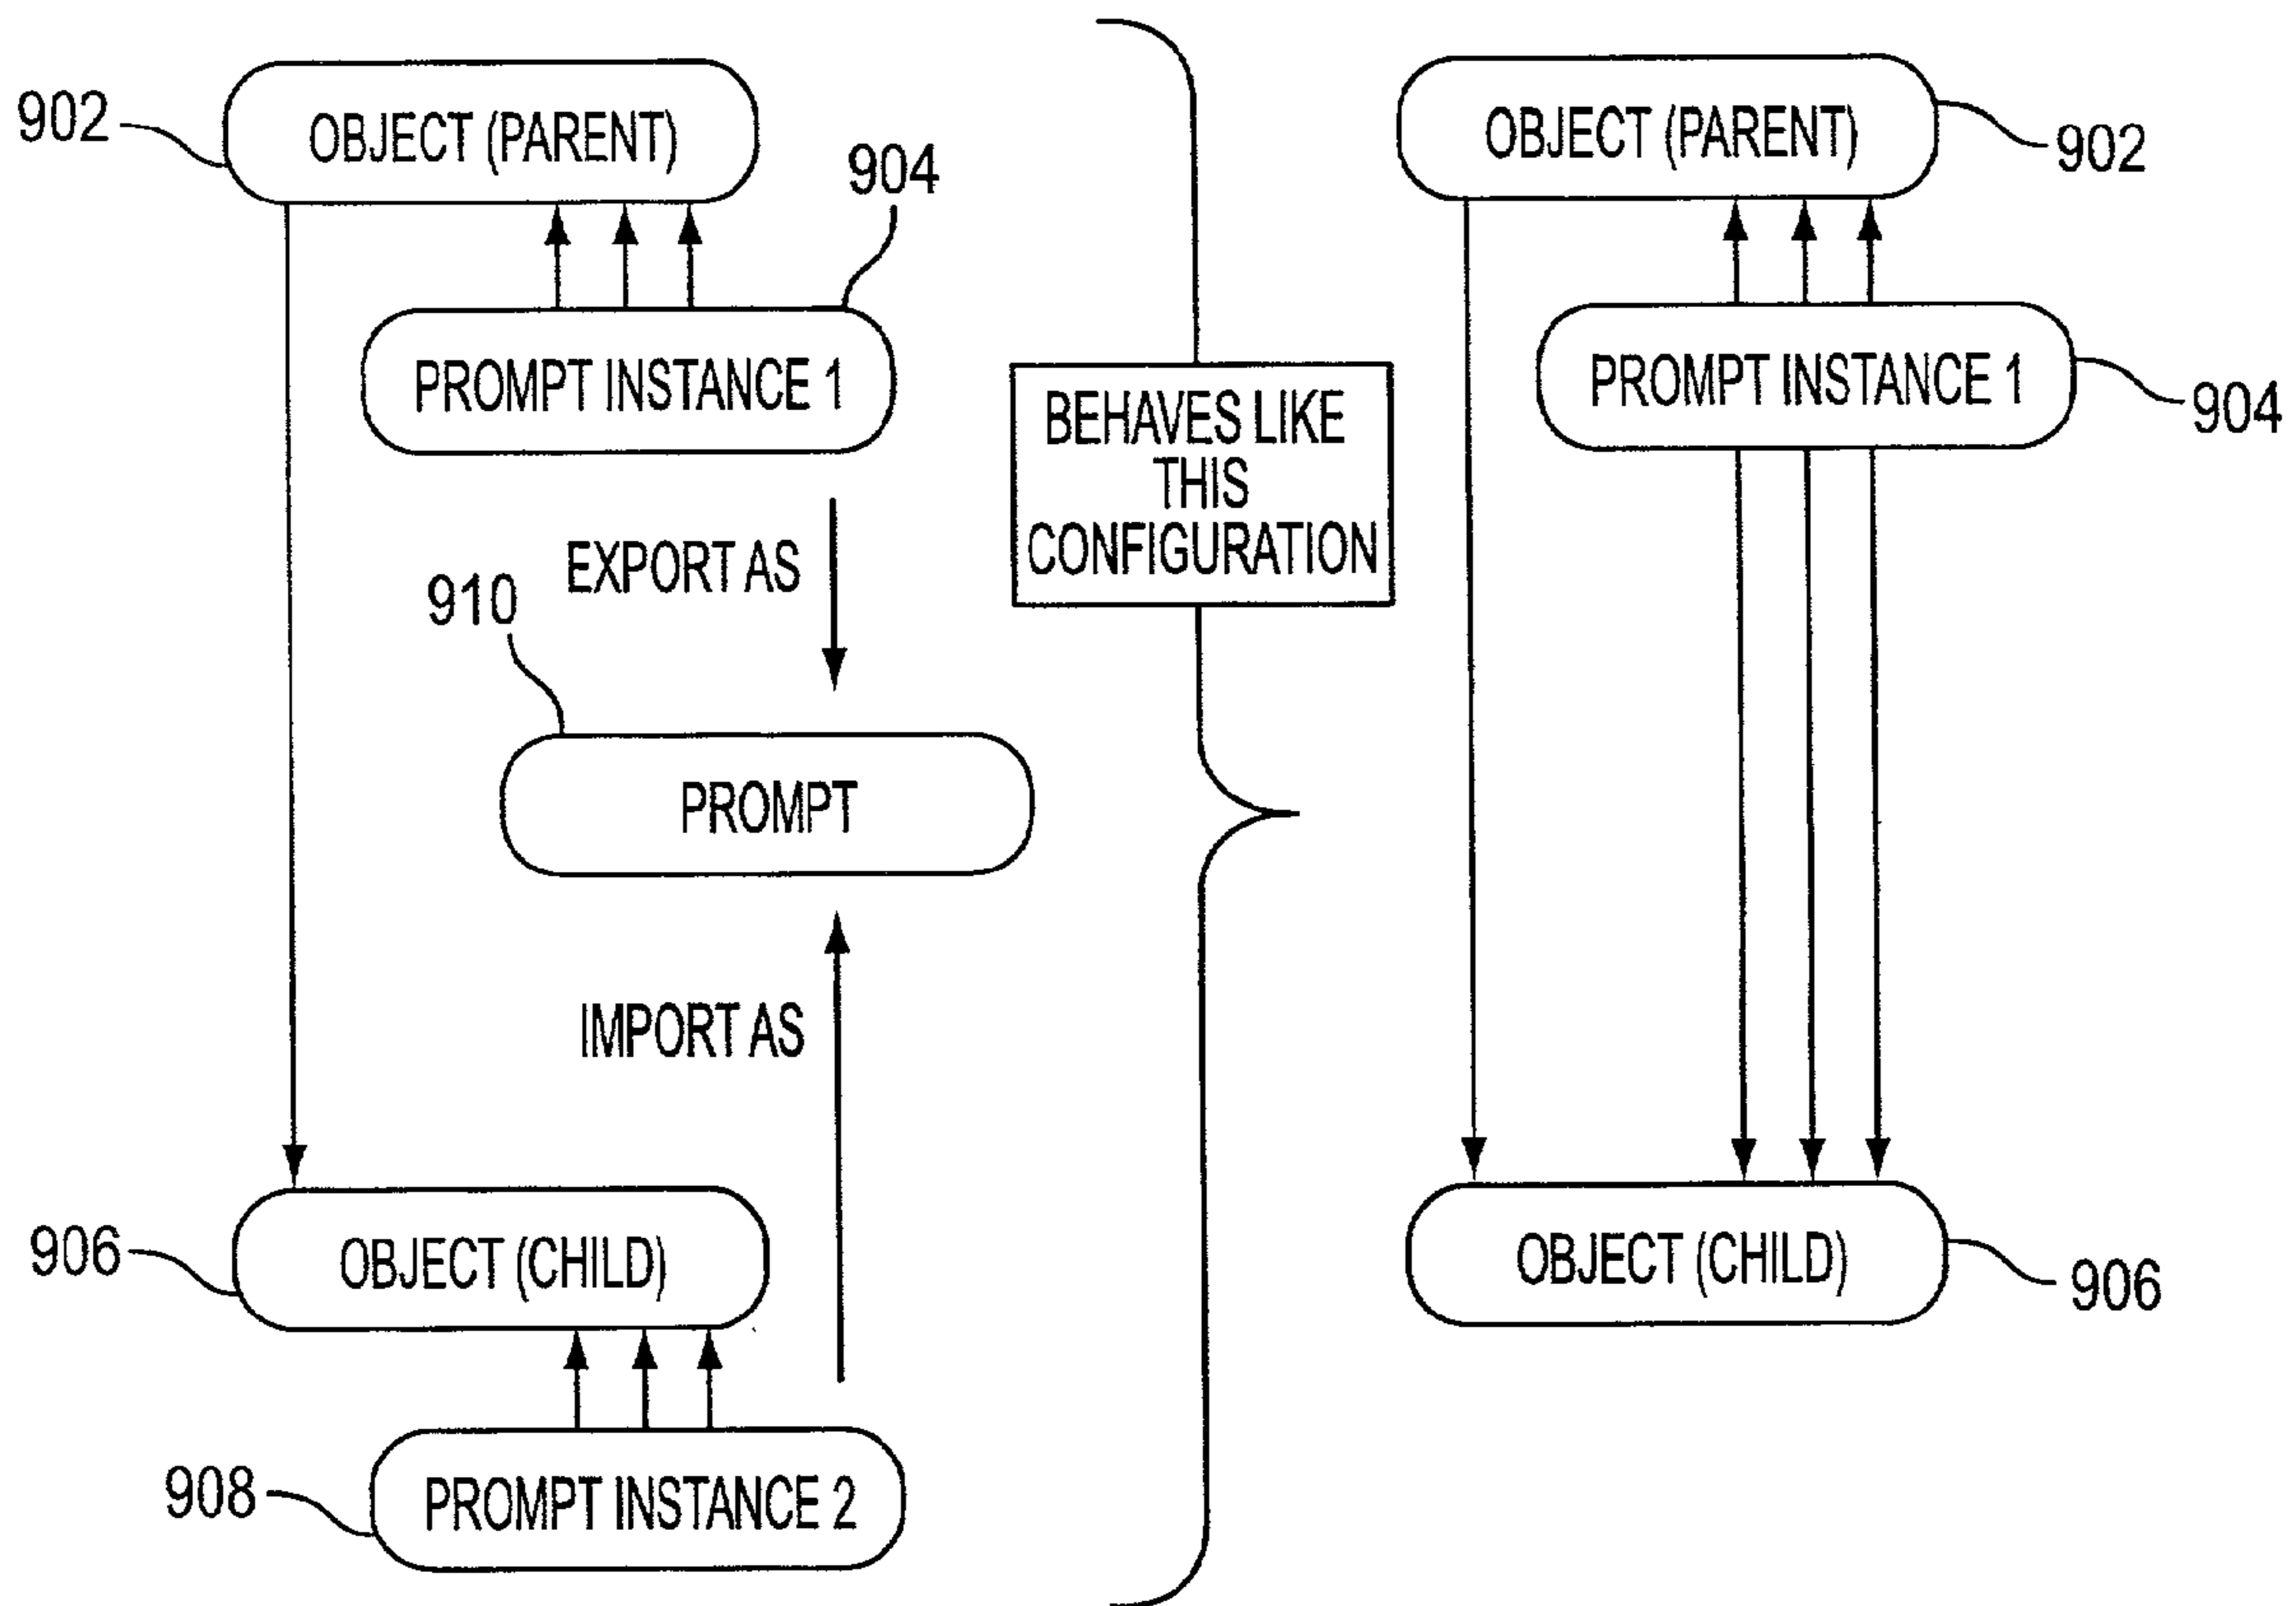 902
OBJECT (PARENT)
904
PROMPT INSTANCE 1
EXPORT AS
910
PROMPT
IMPORT AS
906
OBJECT (CHILD)
908
PROMPT INSTANCE 2
BEHAVES LIKE
THIS
CONFIGURATION
OBJECT (PARENT)
902
PROMPT INSTANCE 1
904
OBJECT (CHILD)
906